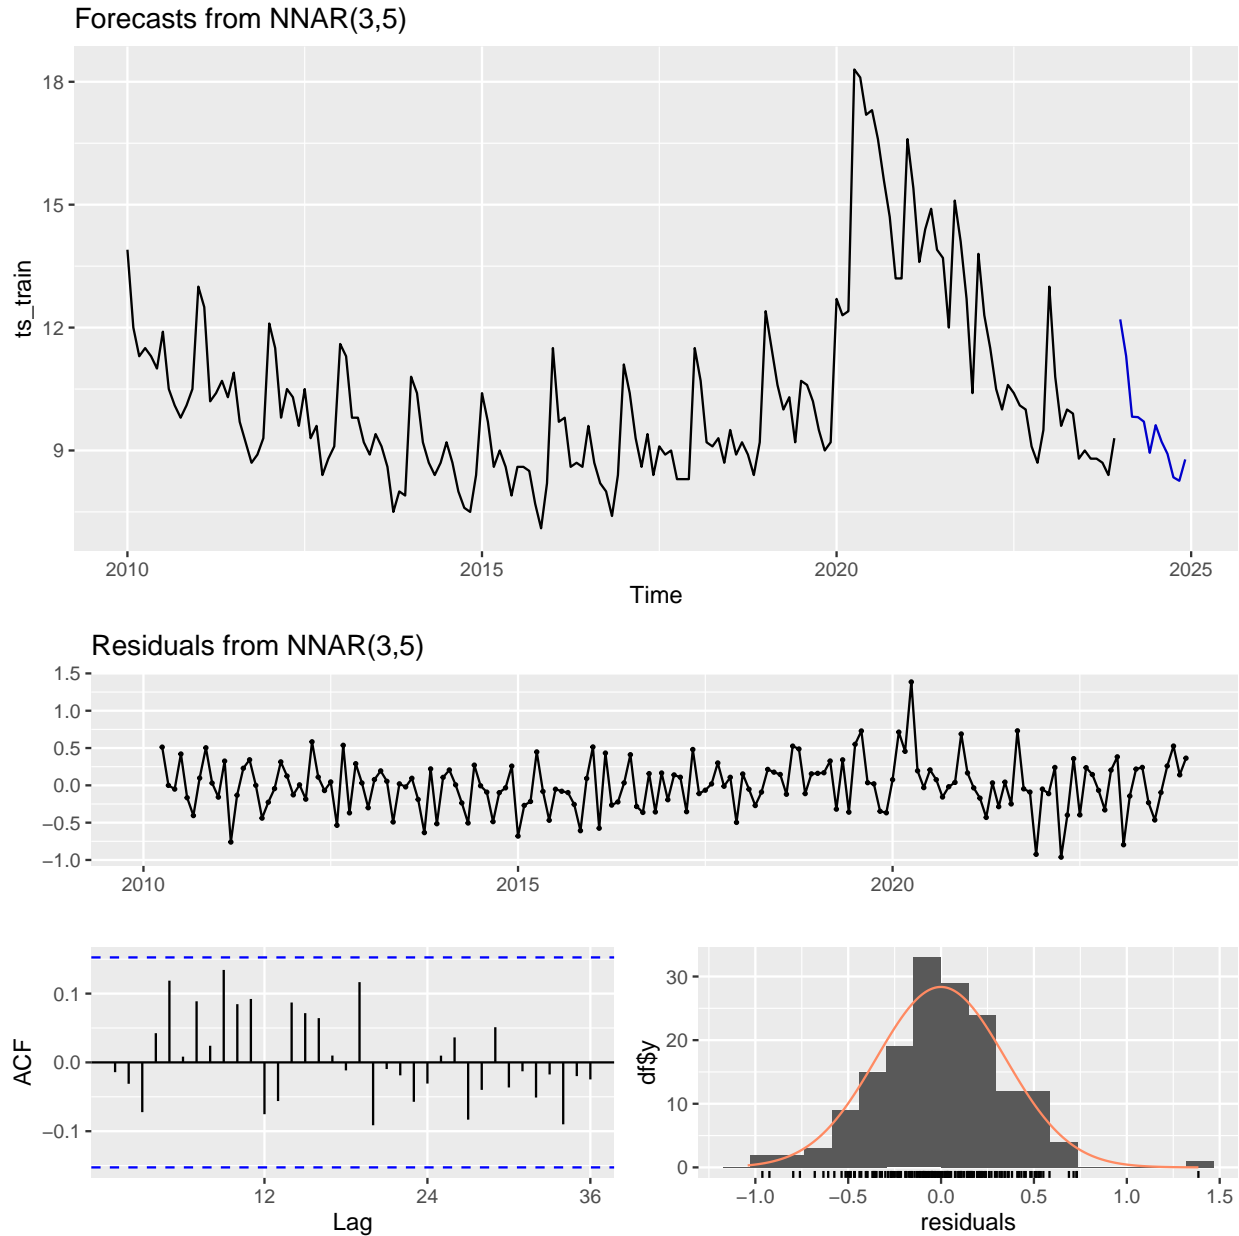 Forecasts from NNAR(3,5)
18
15
12
9
ts_train
2010 2015 2020 2025
Time
Residuals from NNAR(3,5)
1.5
1.0
0.5
0.0
−0.5
−1.0
2010 2015 2020
0.1
0.0
−0.1
ACF
12 24 36
Lag
30
20
10
0
df$y
−1.0 −0.5 0.0 0.5 1.0 1.5
residuals